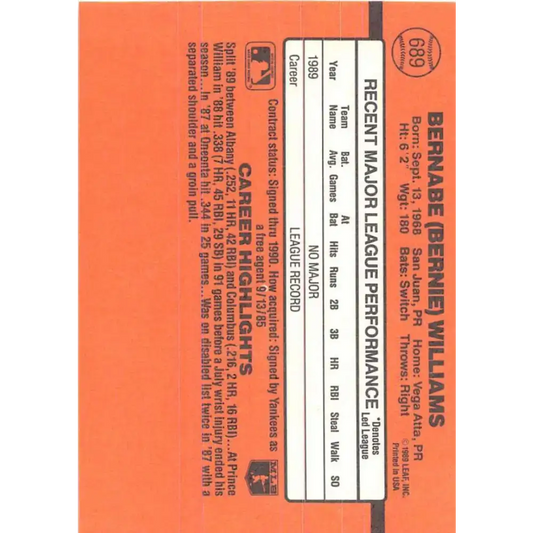 689
BERNABE (BERNIE) WILLIAMS
Born: Sept. 13, 1968 San Juan, PR Home: Vega Atta, PR
Ht: 6' 2" Wgt: 180 Bats: Switch Throws: Right
© 1989 LEAF, INC.
Printed in USA
RECENT MAJOR LEAGUE PERFORMANCE
*Denotes
Led League
Year Team Name Bat. Avg. Games At Bat Hits Runs 2B 3B HR RBI Steal Walk SO
1989 NO MAJOR
Career LEAGUE RECORD
Contract status: Signed thru 1990. How acquired: Signed by Yankees as
a free agent 9/13/85
CAREER HIGHLIGHTS
Split '89 between Albany (.252, 11 HR, 42 RBI) and Columbus (.216, 2 HR, 16 RBI)... At Prince
William in '88 hit .338 (7 HR, 45 RBI, 29 SB) in 91 games before a July wrist injury ended his
season... In '87 at Oneonta hit .344 in 25 games... Was on disabled list twice in '87 with a
separated shoulder and a groin pull.